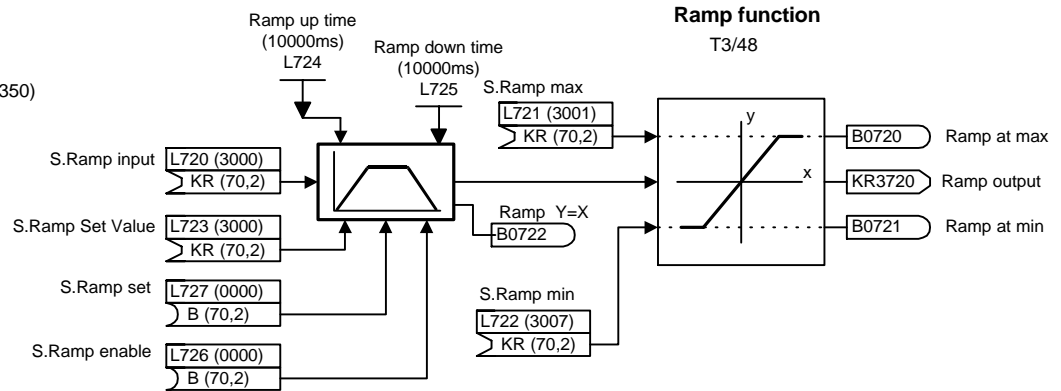 Ramp function
T3/48
Ramp up time
(10000ms)
L724
Ramp down time
(10000ms)
L725
350)
S.Ramp max
L721 (3001)
KR (70,2)
y
x
B0720
Ramp at max
S.Ramp input
L720 (3000)
KR (70,2)
KR3720
Ramp output
S.Ramp Set Value
L723 (3000)
KR (70,2)
Ramp Y=X
B0722
B0721
Ramp at min
S.Ramp set
L727 (0000)
B (70,2)
S.Ramp min
L722 (3007)
KR (70,2)
S.Ramp enable
L726 (0000)
B (70,2)